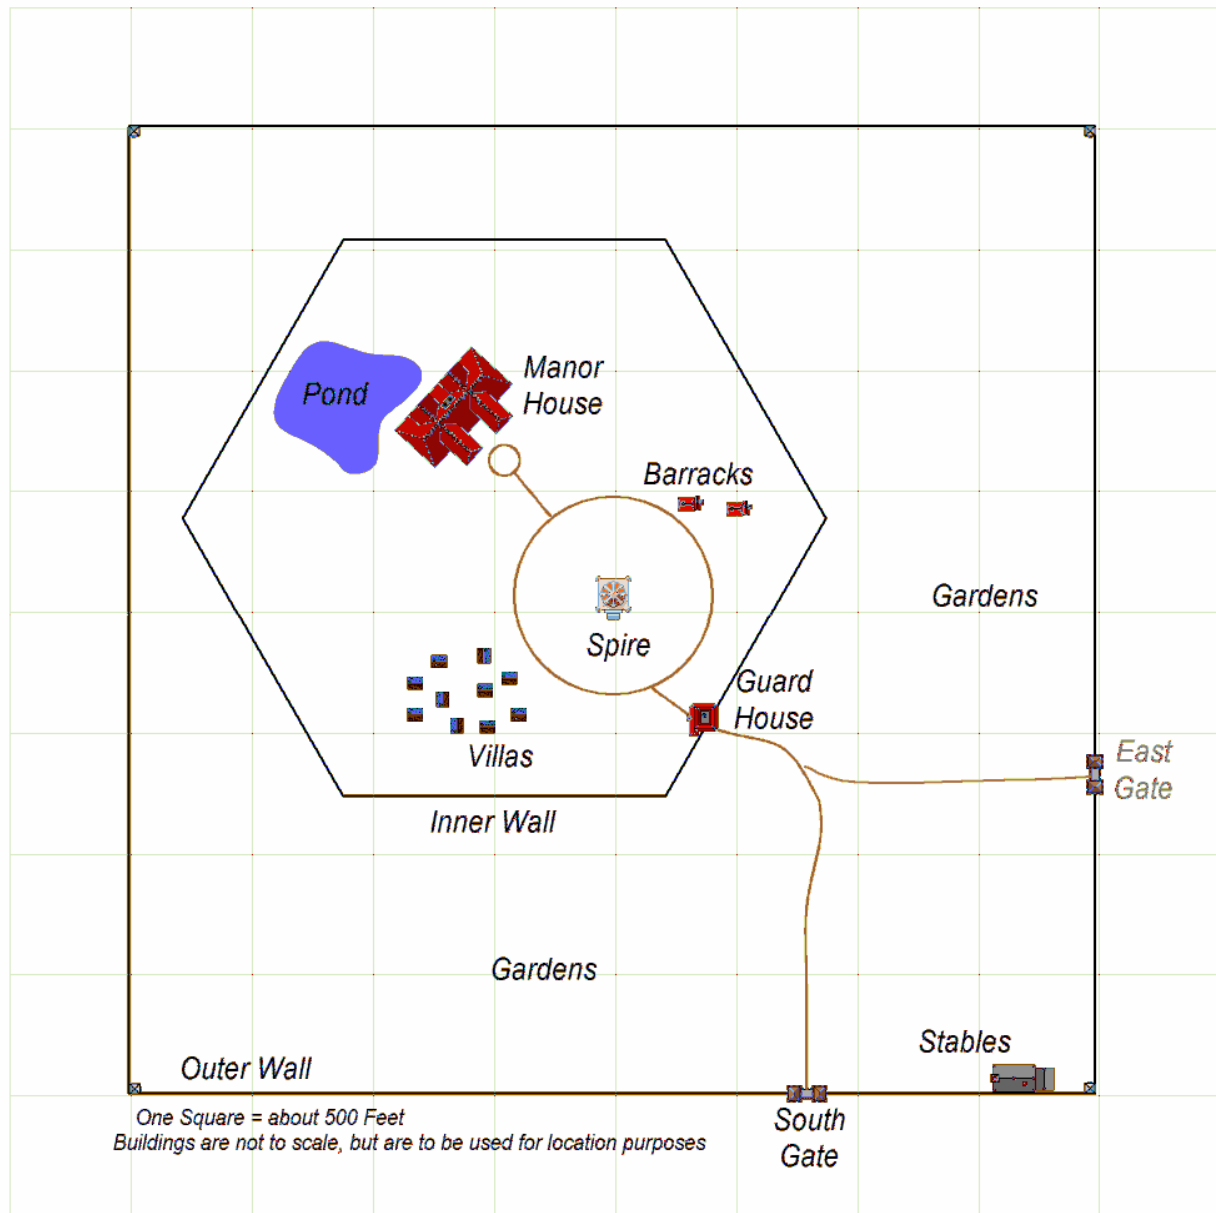 Manor
House
Pond
Barracks
Gardens
Spire
Guard
House
Villas
East
Gate
Inner Wall
Gardens
Stables
Outer Wall
One Square = about 500 Feet
South
Gate
Buildings are not to scale, but are to be used for location purposes